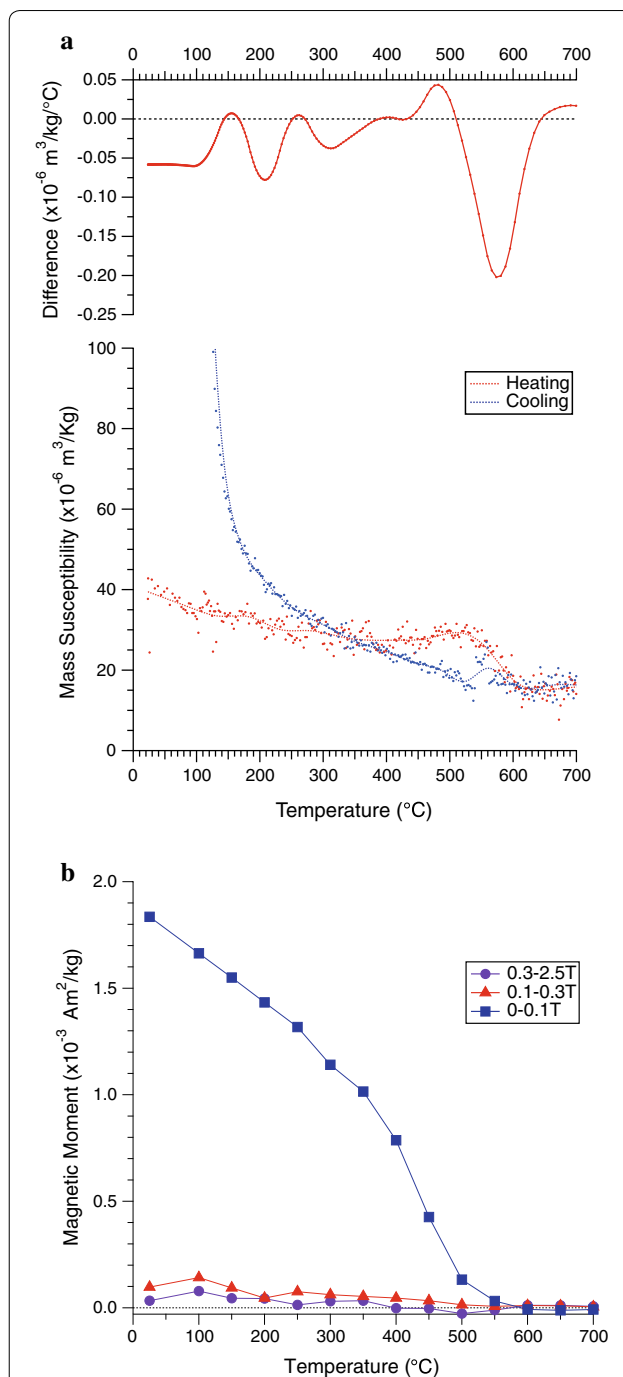 a
0 100 200 300 400 500 600 700
0.05
0.00
-0.05
-0.10
-0.15
-0.20
-0.25
Difference (x10⁻⁶ m³/kg/°C)
100
80
60
40
20
0
Mass Susceptibility (x10⁻⁶ m³/Kg)
Heating
Cooling
0 100 200 300 400 500 600 700
Temperature (°C)
b
2.0
1.5
1.0
0.5
0.0
Magnetic Moment (x10⁻³ Am²/kg)
0.3-2.5T
0.1-0.3T
0-0.1T
0 100 200 300 400 500 600 700
Temperature (°C)